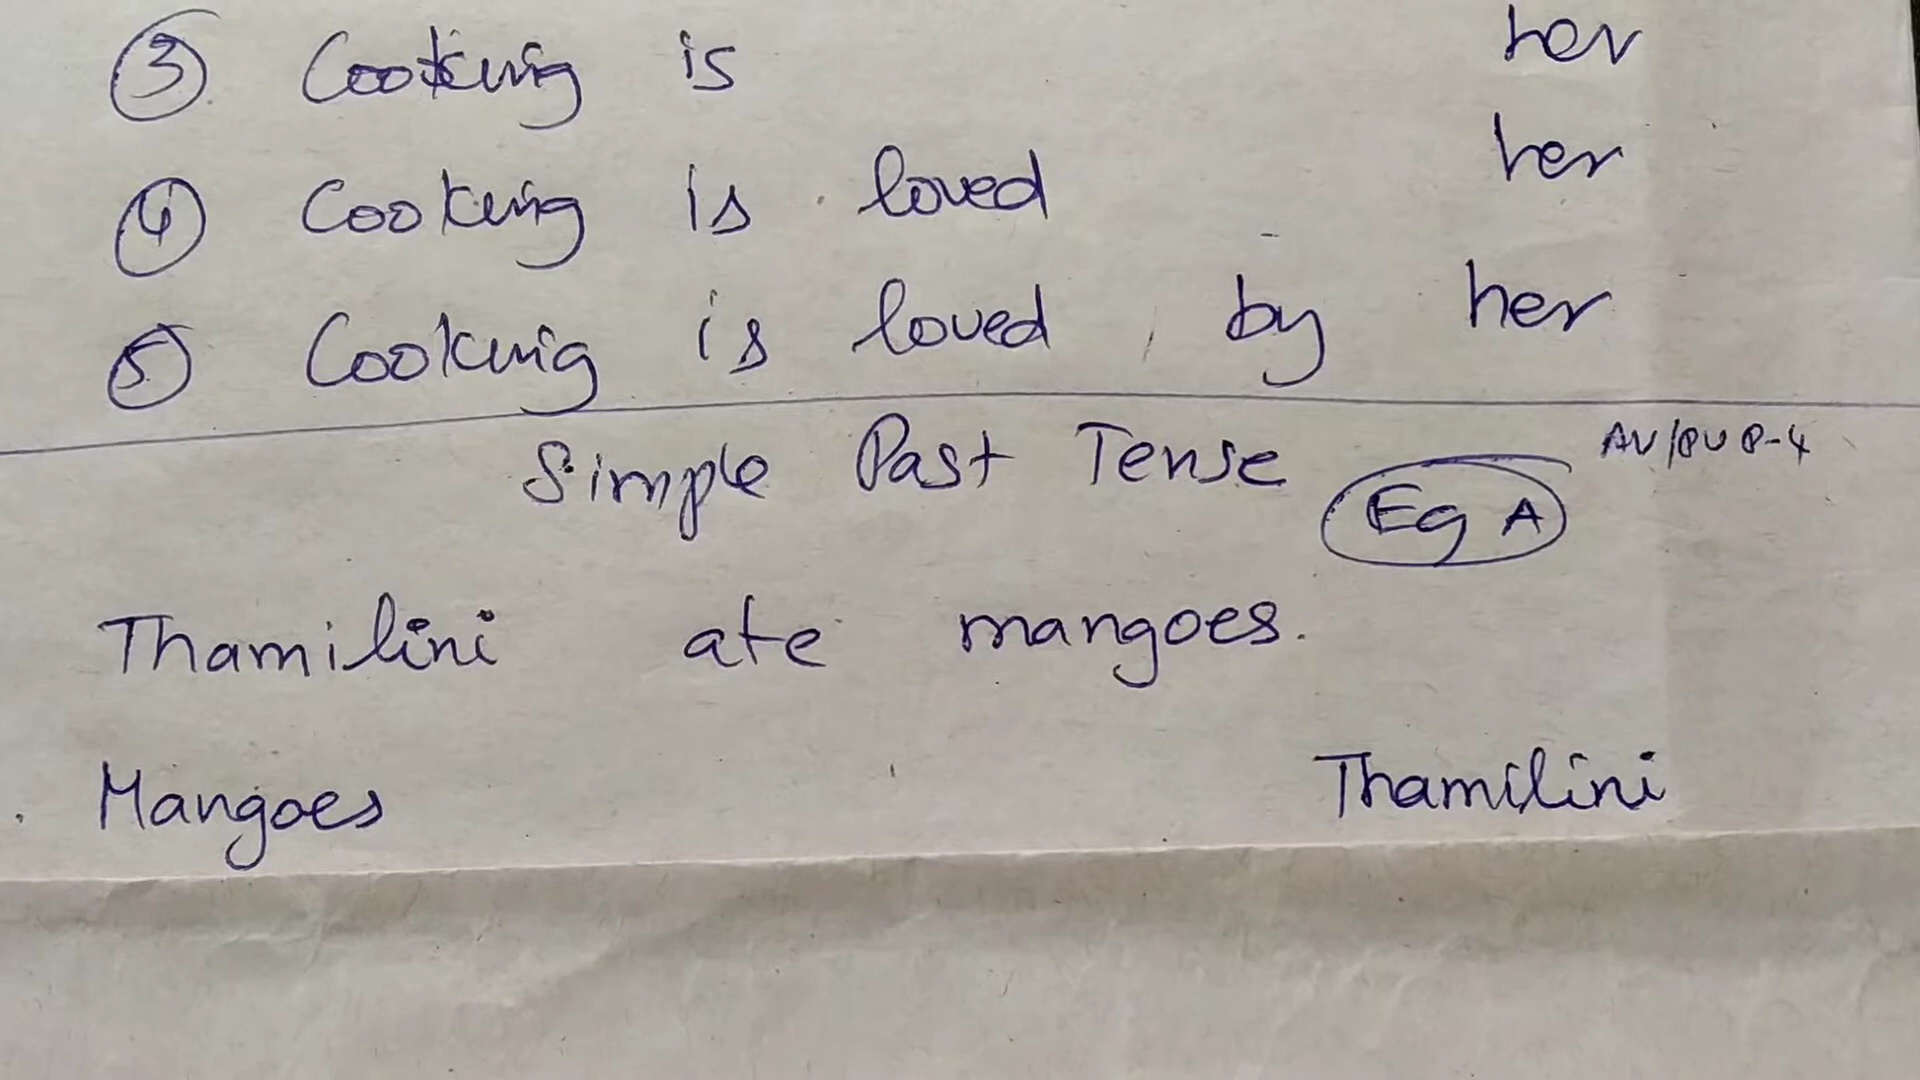 3 Cooking is her
4 Cooking is loved her
5 Cooking is loved by her
Simple Past Tense Eg A AV/PV P-4
Thamilini ate mangoes.
Mangoes Thamilini